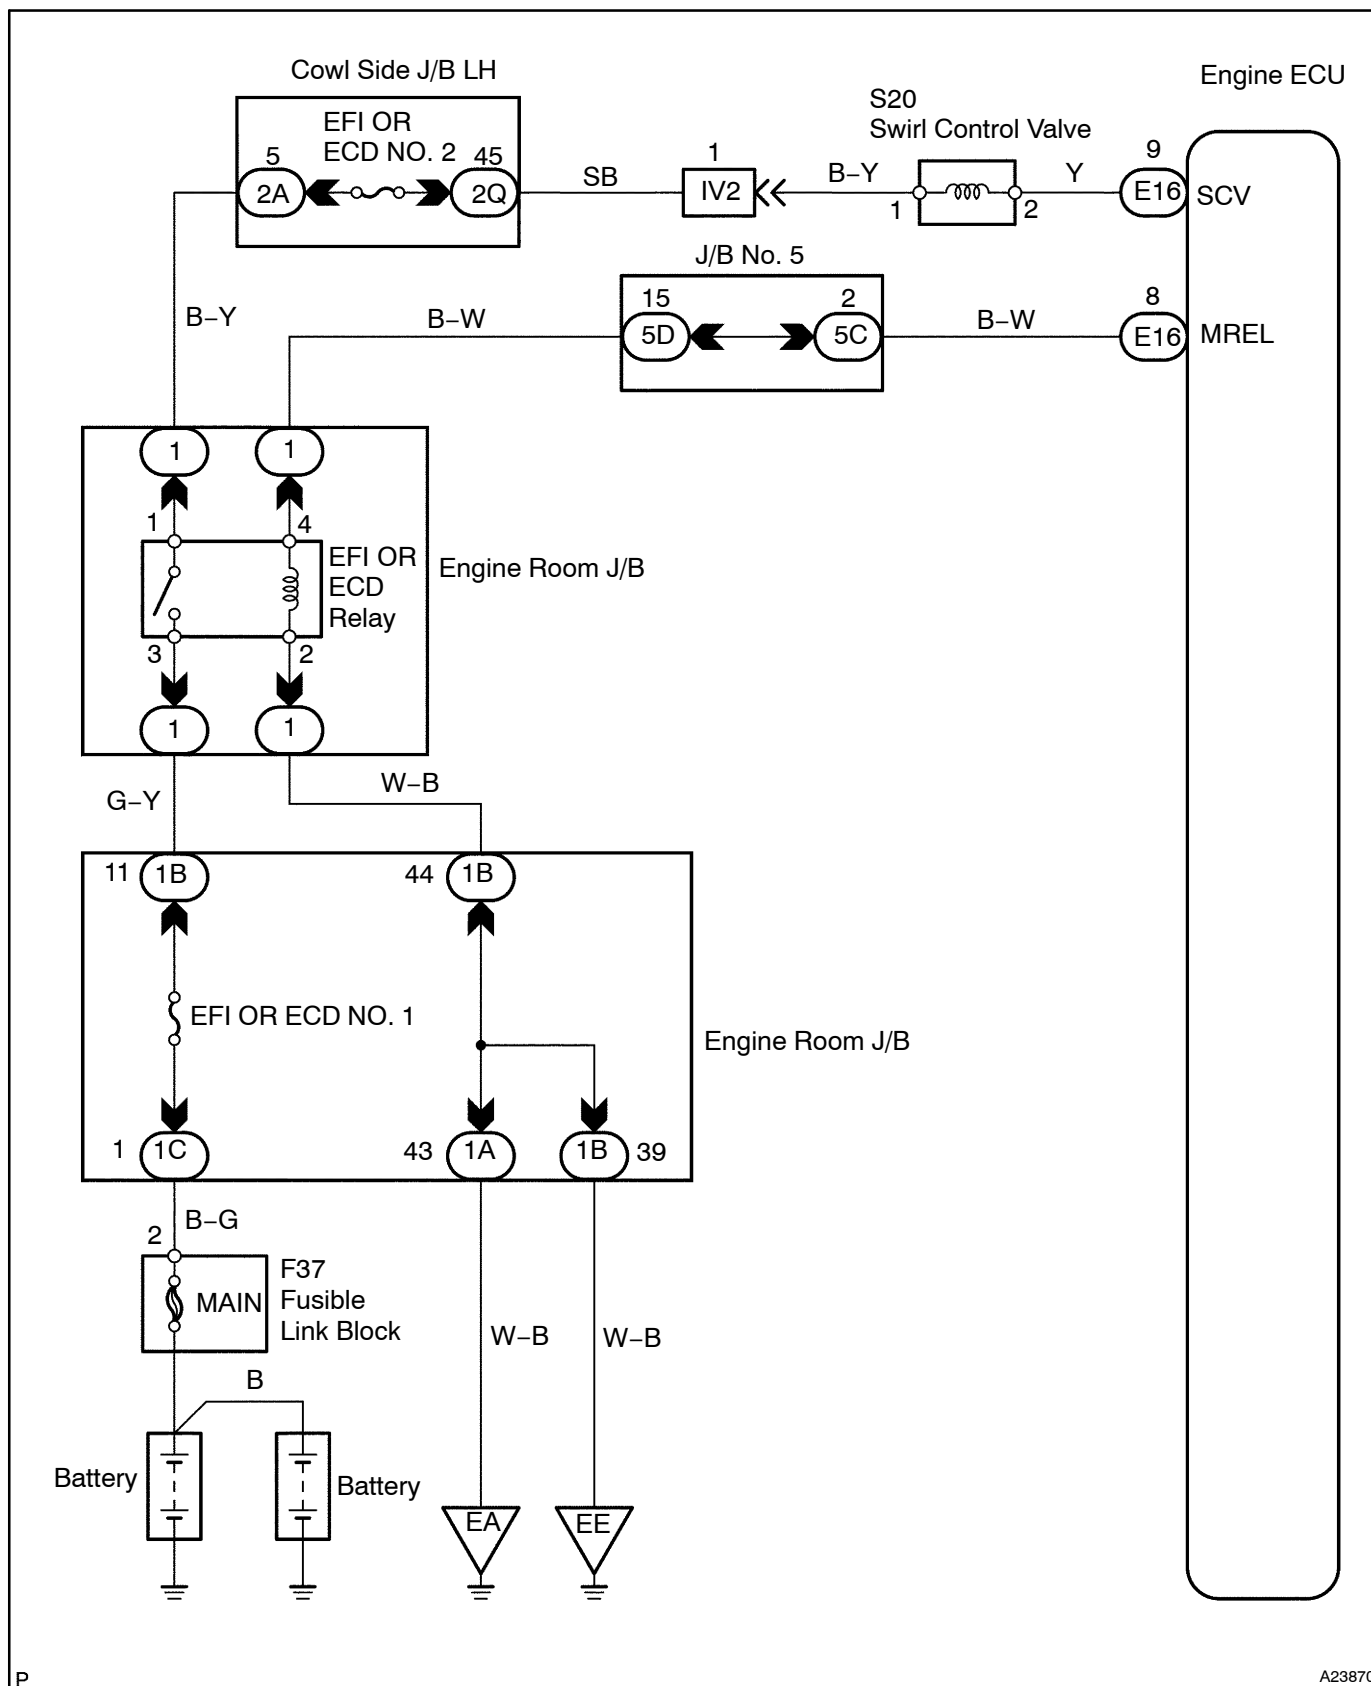 Cowl Side J/B LH
Engine ECU
S20
Swirl Control Valve
EFI OR
ECD NO. 2
5
45
2A
2Q
SB
1
IV2
B–Y
1
2
Y
9
E16
SCV
J/B No. 5
15
2
5D
5C
B–Y
B–W
B–W
8
E16
MREL
1
1
1
4
EFI OR
ECD
Relay
Engine Room J/B
3
2
1
1
G–Y
W–B
11
1B
44
1B
EFI OR ECD NO. 1
Engine Room J/B
1
1C
43
1A
1B
39
B–G
2
MAIN
F37
Fusible
Link Block
W–B
W–B
B
Battery
Battery
EA
EE
P
A23870